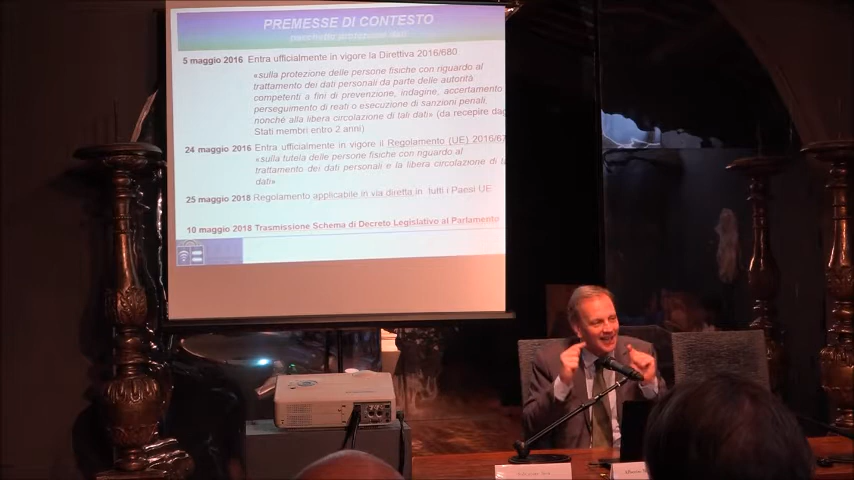 PREMESSE DI CONTESTO
5 maggio 2016 Entra ufficialmente in vigore la Direttiva 2016/680
«sulla protezione delle persone fisiche con riguardo al
trattamento dei dati personali da parte delle autorità
competenti a fini di prevenzione, indagine, accertamento
perseguimento di reati o esecuzione di sanzioni penali,
nonché alla libera circolazione di tali dati» (da recepire dag
Stati membri entro 2 anni)
24 maggio 2016 Entra ufficialmente in vigore il Regolamento (UE) 2016/67
«sulla tutela delle persone fisiche con riguardo al
trattamento dei dati personali e la libera circolazione di t
dati»
25 maggio 2018 Regolamento applicabile in via diretta in tutti i Paesi UE
10 maggio 2018 Trasmissione Schema di Decreto Legislativo al Parlamento